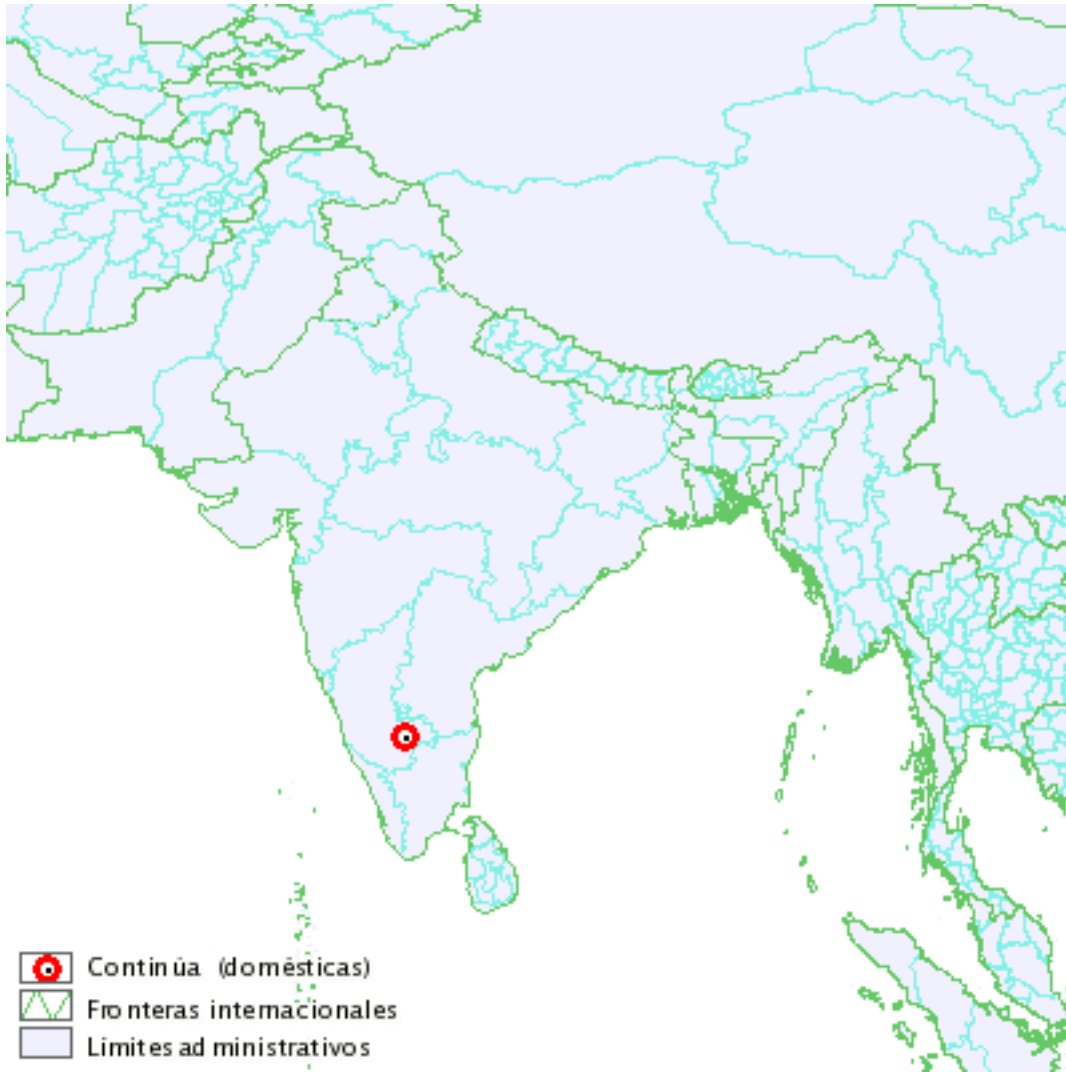 Continúa (domésticas)
Fronteras internacionales
Límites administrativos